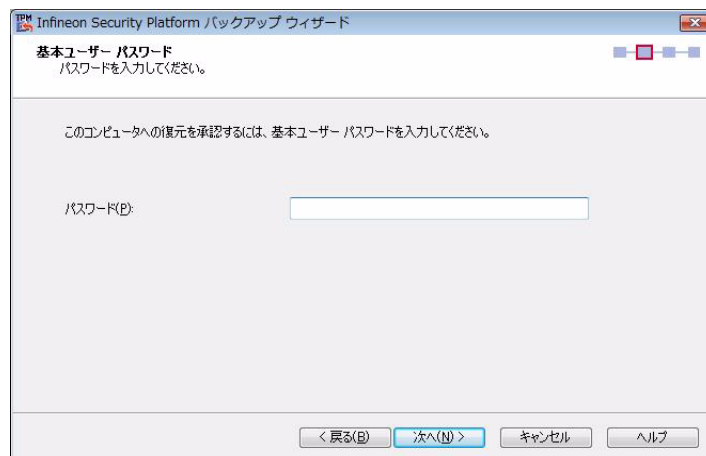 TPM Infineon Security Platform バックアップ ウィザード
基本ユーザー パスワード
パスワードを入力してください。
このコンピュータへの復元を承認するには、基本ユーザー パスワードを入力してください。
パスワード(P):
< 戻る(B) 次へ(N) > キャンセル ヘルプ